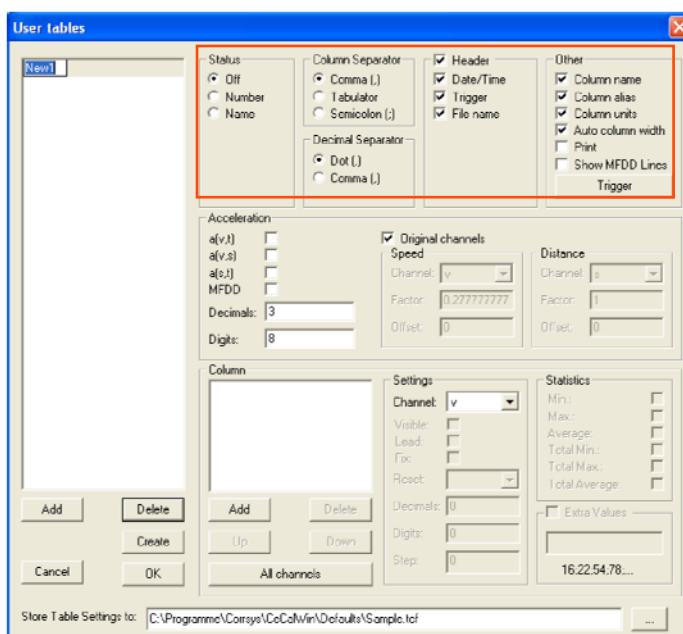 User tables
New1
Status
Off
Number
Name
Column Separator
Comma (,)
Tabulator
Semicolon (;)
Decimal Separator
Dot (.)
Comma (,)
Header
Date/Time
Trigger
File name
Other
Column name
Column alias
Column units
Auto column width
Print
Show MFDD Lines
Trigger
Acceleration
a(v,t)
a(v,s)
a(s,t)
MFDD
Decimals: 3
Digits: 8
Original channels
Speed
Channel: v
Factor: 0.277777777
Offset: 0
Distance
Channel: s
Factor: 1
Offset: 0
Column
Add Delete
Up Down
All channels
Settings
Channel: v
Visible:
Lead:
Fix:
Reset:
Decimals: 0
Digits: 0
Step: 0
Statistics
Min.:
Max.:
Average:
Total Min.:
Total Max.:
Total Average:
Extra Values
16;22.54.78;...
Add Delete
Create
Cancel OK
Store Table Settings to: C:\Programme\Corrsys\CeCalWin\Defaults\Sample.tcf ...